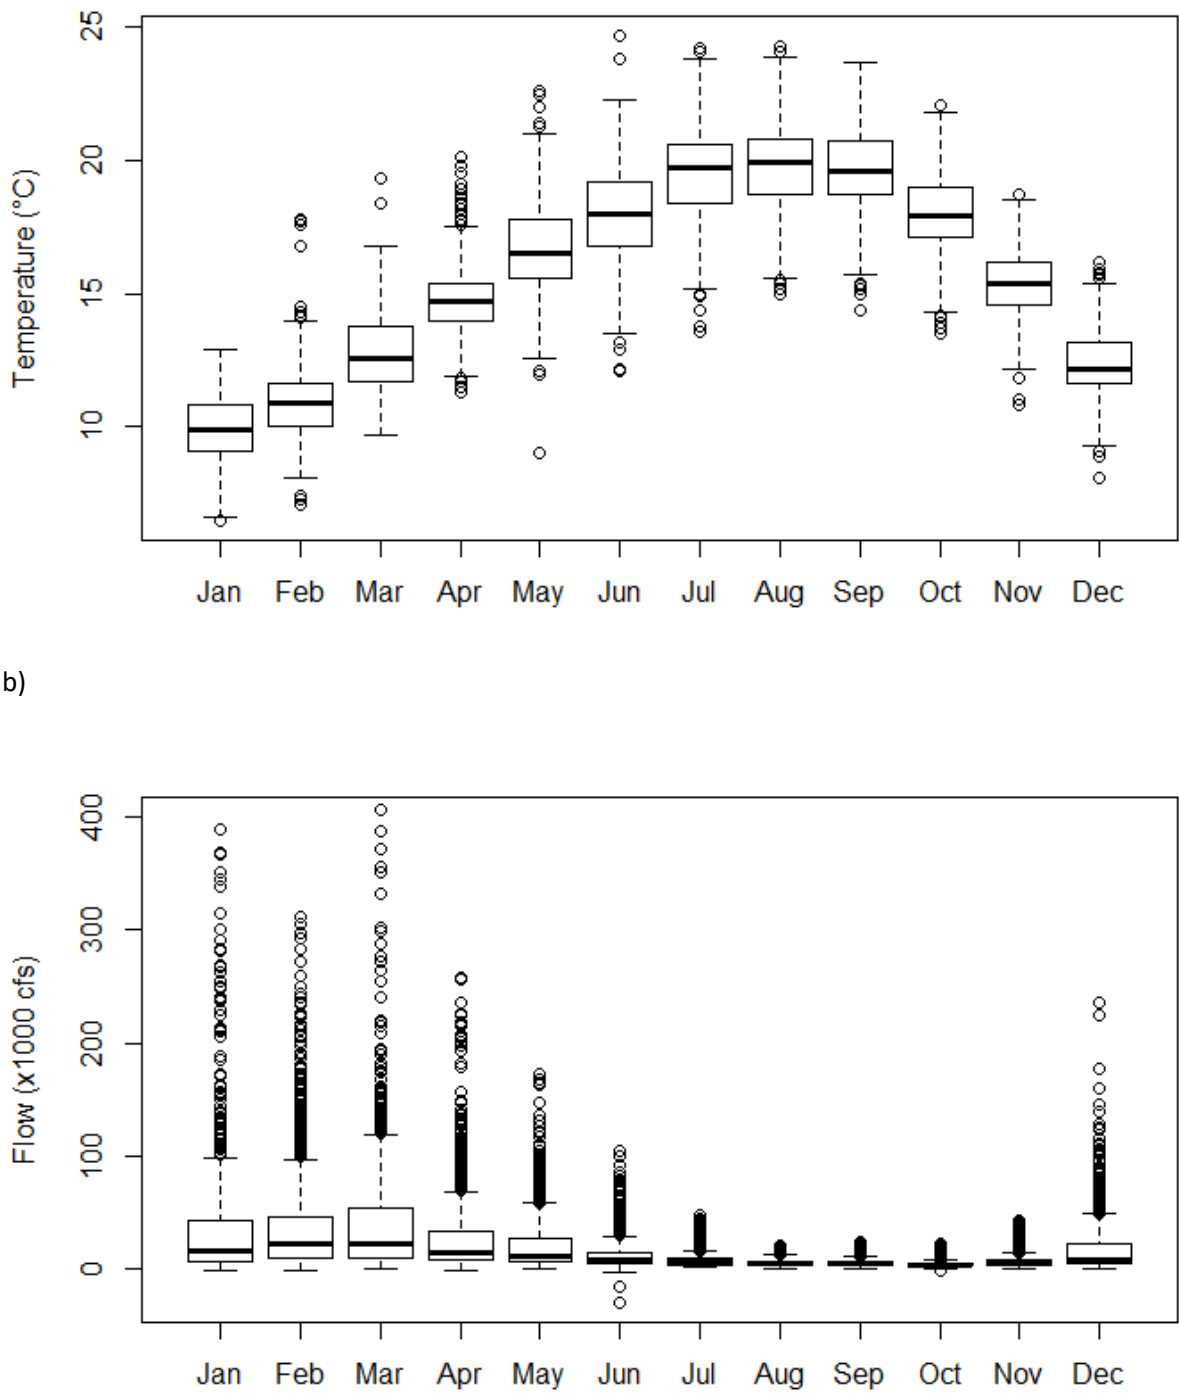 Temperature (°C)
25
20
15
10
Jan Feb Mar Apr May Jun Jul Aug Sep Oct Nov Dec
b)
Flow (x1000 cfs)
400
300
200
100
0
Jan Feb Mar Apr May Jun Jul Aug Sep Oct Nov Dec